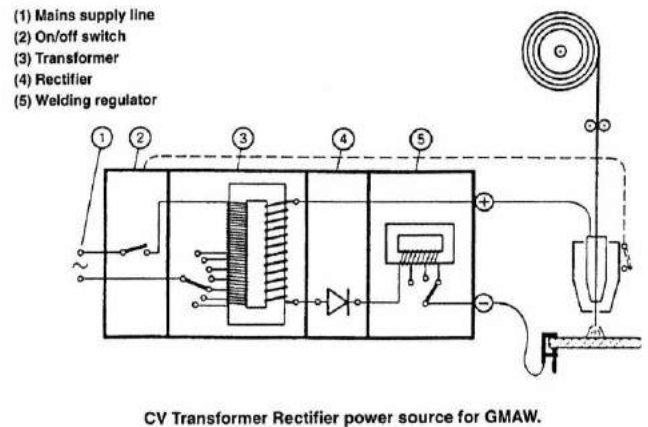 (1) Mains supply line
(2) On/off switch
(3) Transformer
(4) Rectifier
(5) Welding regulator
1 2 3 4 5
+
~
−
CV Transformer Rectifier power source for GMAW.